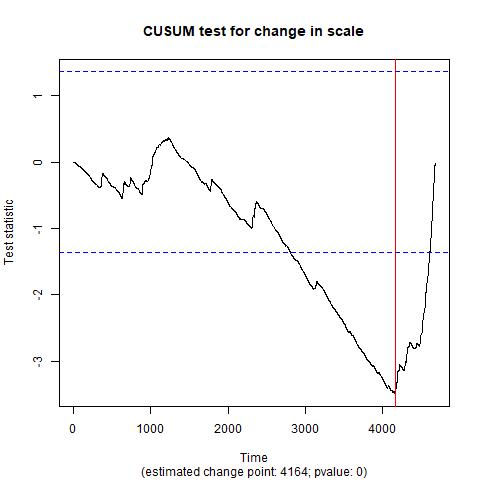 CUSUM test for change in scale
Test statistic
1
0
-1
-2
-3
0
1000
2000
3000
4000
Time
(estimated change point: 4164; pvalue: 0)